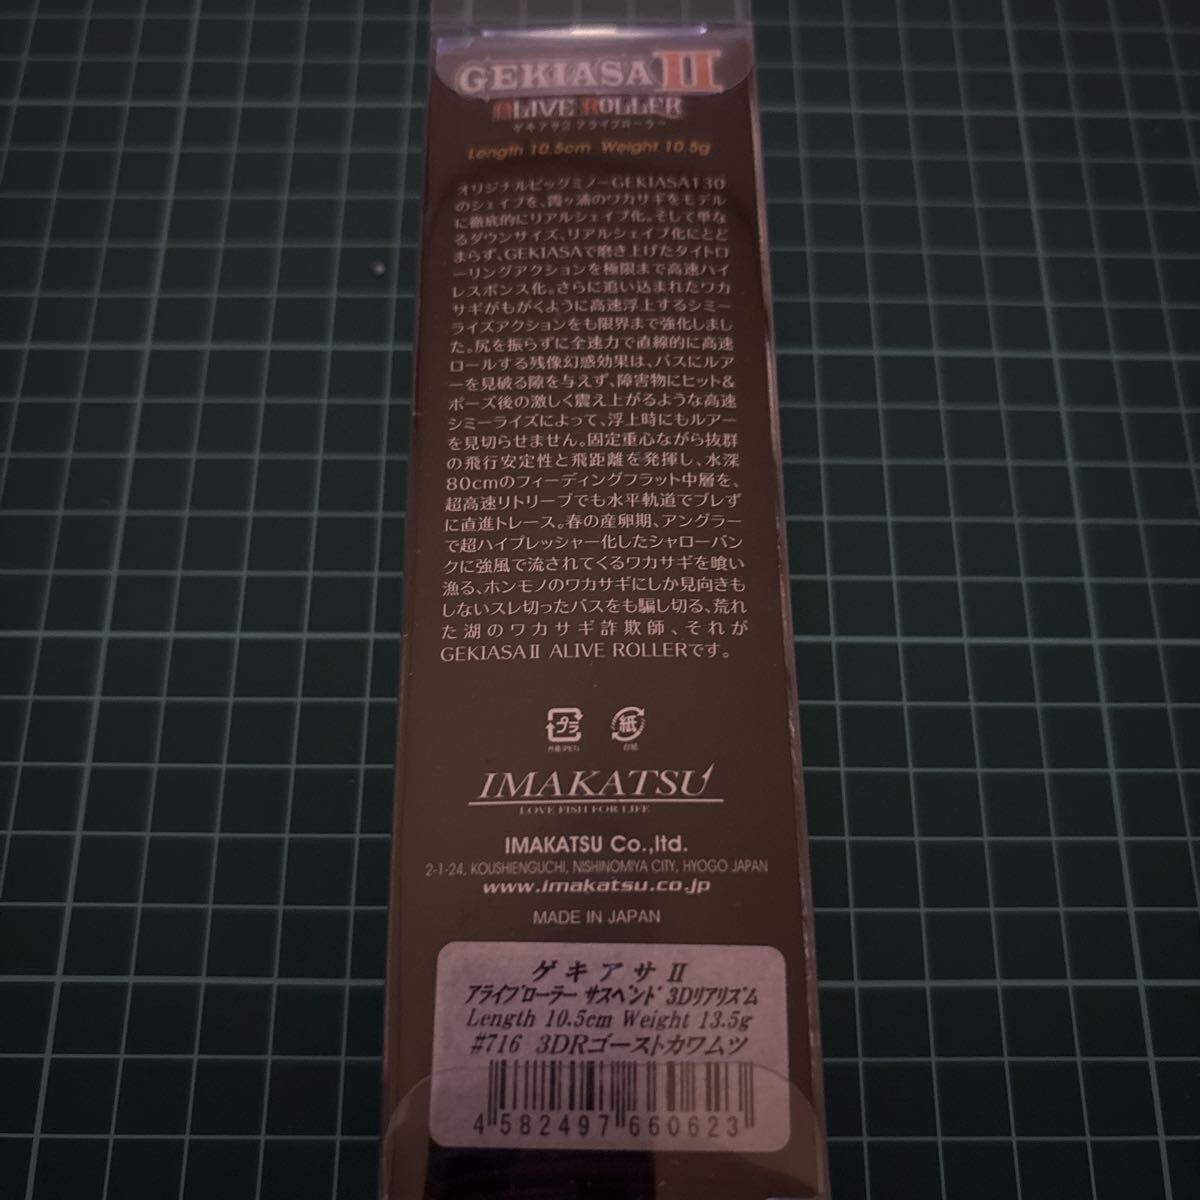 GEKIASA II
ALIVE ROLLER
ゲキアサ2 アライブローラー
Length 10.5cm Weight 10.5g
オリジナルビッグミノーGEKIASA130
のシェイプを、霞ヶ浦のワカサギをモデル
に徹底的にリアルシェイプ化。そして単な
るダウンサイズ、リアルシェイプ化にとど
まらず、GEKIASAで磨き上げたタイトロ
ーリングアクションを極限まで高速ハイ
レスポンス化。さらに追い込まれたワカ
サギがもがくように高速浮上するシミー
ライズアクションをも限界まで強化しまし
た。尻を振らずに全速力で直線的に高速
ロールする残像幻惑効果は、バスにルア
ーを見破る隙を与えず、障害物にヒット&
ポーズ後の激しく震え上がるような高速
シミーライズによって、浮上時にもルアー
を見切らせません。固定重心ながら抜群
の飛行安定性と飛距離を発揮し、水深
80cmのフィーディングフラット中層を、
超高速リトリーブでも水平軌道でブレず
に直進トレース。春の産卵期、アングラー
で超ハイプレッシャー化したシャローバン
クに強風で流されてくるワカサギを喰い
漁る、ホンモノのワカサギにしか見向きも
しないスレ切ったバスをも騙し切る、荒れ
た湖のワカサギ詐欺師、それが
GEKIASAII ALIVE ROLLERです。
プラ 紙
外装(PET) 台紙
IMAKATSU
LOVE FISH FOR LIFE
IMAKATSU Co.,ltd.
2-1-24, KOUSHIENGUCHI, NISHINOMIYA CITY, HYOGO JAPAN
www.imakatsu.co.jp
MADE IN JAPAN
ゲキアサII
アライブローラー サスペンド 3Dリアリズム
Length 10.5cm Weight 13.5g
#716 3DRゴーストカワムツ
4 582497 660623